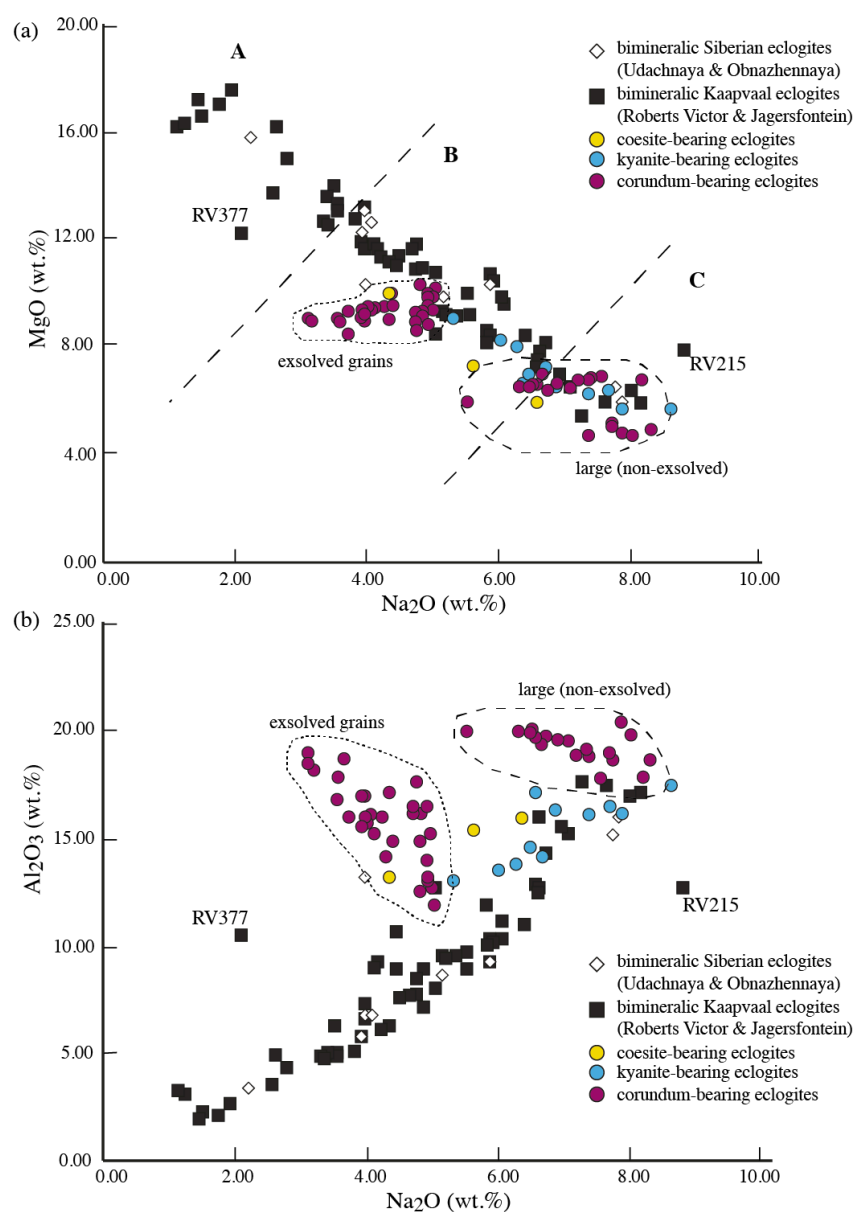 (a)
20.00
16.00
12.00
8.00
4.00
0.00
MgO (wt.%)
A
B
C
RV377
RV215
exsolved grains
large (non-exsolved)
bimineralic Siberian eclogites
(Udachnaya & Obnazhennaya)
bimineralic Kaapvaal eclogites
(Roberts Victor & Jagersfontein)
coesite-bearing eclogites
kyanite-bearing eclogites
corundum-bearing eclogites
0.00 2.00 4.00 6.00 8.00 10.00
Na2O (wt.%)
(b)
25.00
20.00
15.00
10.00
5.00
0.00
Al2O3 (wt.%)
exsolved grains
large (non-exsolved)
RV377
RV215
bimineralic Siberian eclogites
(Udachnaya & Obnazhennaya)
bimineralic Kaapvaal eclogites
(Roberts Victor & Jagersfontein)
coesite-bearing eclogites
kyanite-bearing eclogites
corundum-bearing eclogites
0.00 2.00 4.00 6.00 8.00 10.00
Na2O (wt.%)